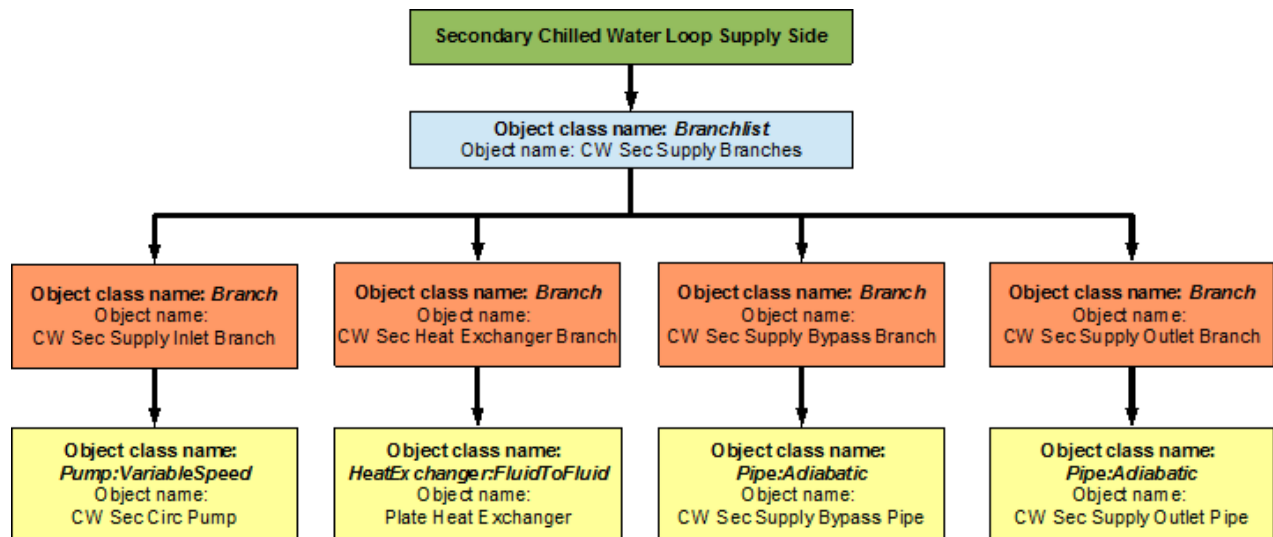 Secondary Chilled Water Loop Supply Side
Object class name: Branchlist
Object name: CW Sec Supply Branches
Object class name: Branch
Object name:
CW Sec Supply Inlet Branch
Object class name: Branch
Object name:
CW Sec Heat Exchanger Branch
Object class name: Branch
Object name:
CW Sec Supply Bypass Branch
Object class name: Branch
Object name:
CW Sec Supply Outlet Branch
Object class name:
Pump:VariableSpeed
Object name:
CW Sec Circ Pump
Object class name:
HeatExchanger:FluidToFluid
Object name:
Plate Heat Exchanger
Object class name:
Pipe:Adiabatic
Object name:
CW Sec Supply Bypass Pipe
Object class name:
Pipe:Adiabatic
Object name:
CW Sec Supply Outlet Pipe